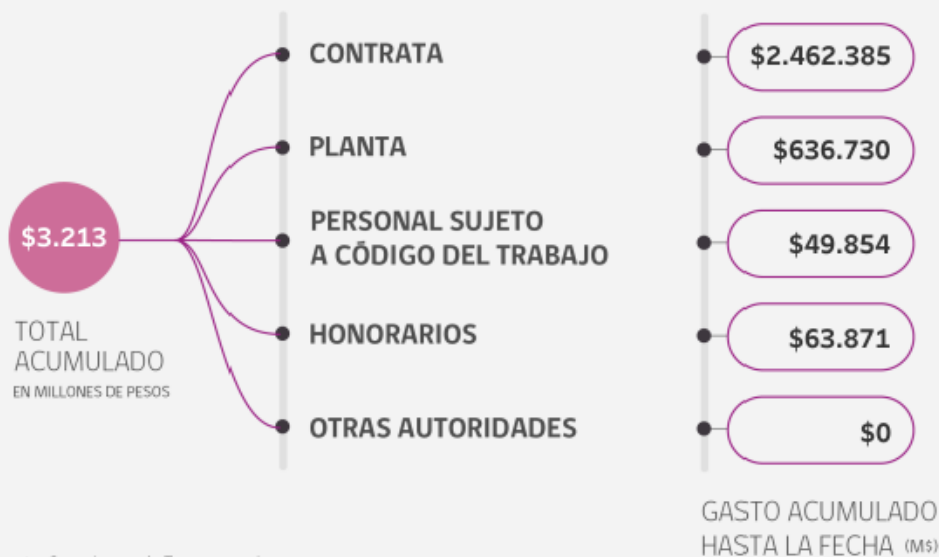 CONTRATA
$2.462.385
PLANTA
$636.730
$3.213
TOTAL
ACUMULADO
EN MILLONES DE PESOS
PERSONAL SUJETO
A CÓDIGO DEL TRABAJO
$49.854
HONORARIOS
$63.871
OTRAS AUTORIDADES
$0
GASTO ACUMULADO
HASTA LA FECHA (M$)